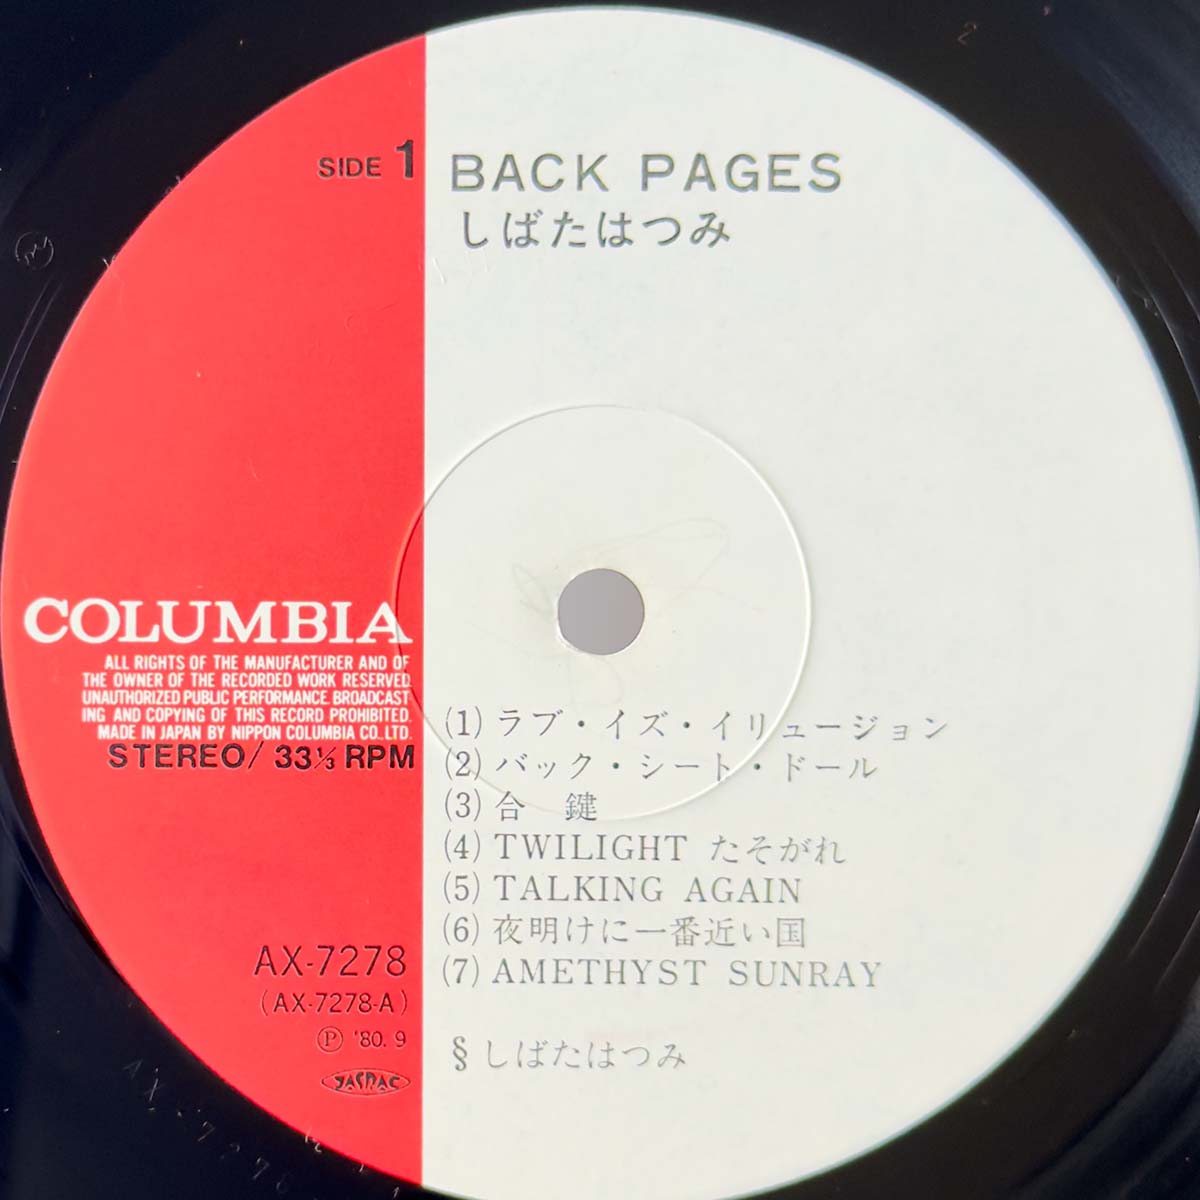 SIDE 1
BACK PAGES
しばたはつみ
COLUMBIA
ALL RIGHTS OF THE MANUFACTURER AND OF
THE OWNER OF THE RECORDED WORK RESERVED.
UNAUTHORIZED PUBLIC PERFORMANCE. BROADCAST
ING AND COPYING OF THIS RECORD PROHIBITED.
MADE IN JAPAN BY NIPPON COLUMBIA CO., LTD.
STEREO/ 33⅓ RPM
(1) ラブ・イズ・イリュージョン
(2) バック・シート・ドール
(3) 合 鍵
(4) TWILIGHT たそがれ
(5) TALKING AGAIN
(6) 夜明けに一番近い国
(7) AMETHYST SUNRAY
§ しばたはつみ
AX-7278
(AX-7278-A)
Ⓟ '80. 9
JASRAC
2